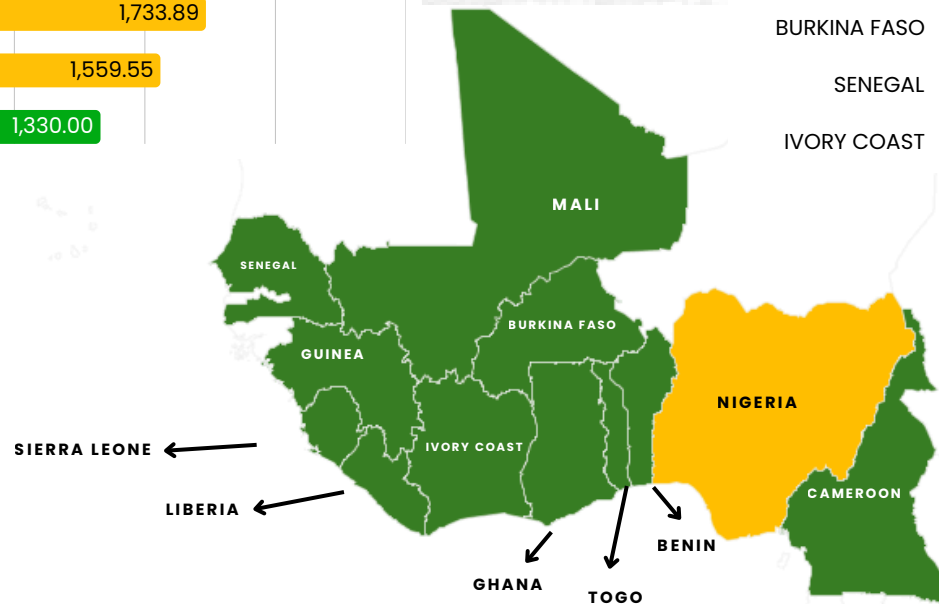 1,733.89
BURKINA FASO
1,559.55
SENEGAL
1,330.00
IVORY COAST
MALI
SENEGAL
BURKINA FASO
GUINEA
NIGERIA
IVORY COAST
SIERRA LEONE
CAMEROON
LIBERIA
BENIN
GHANA
TOGO